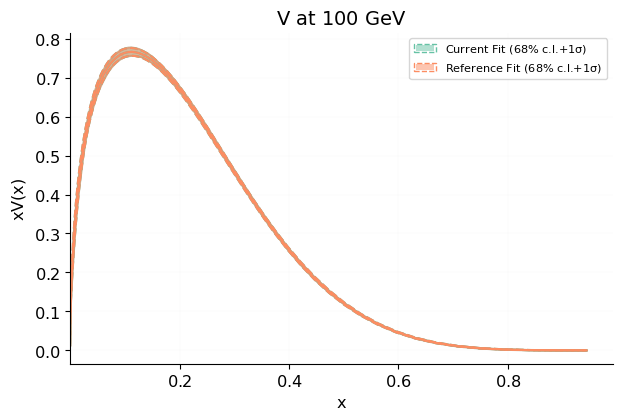 V at 100 GeV
Current Fit (68% c.l.+1σ)
Reference Fit (68% c.l.+1σ)
xV(x)
0.8
0.7
0.6
0.5
0.4
0.3
0.2
0.1
0.0
0.2 0.4 0.6 0.8
x